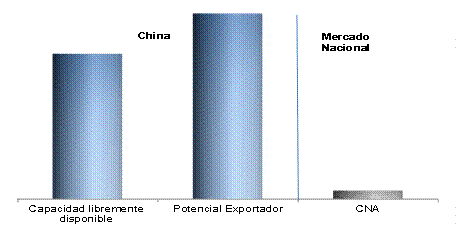 China
Mercado
Nacional
Capacidad libremente
disponible
Potencial Exportador
CNA